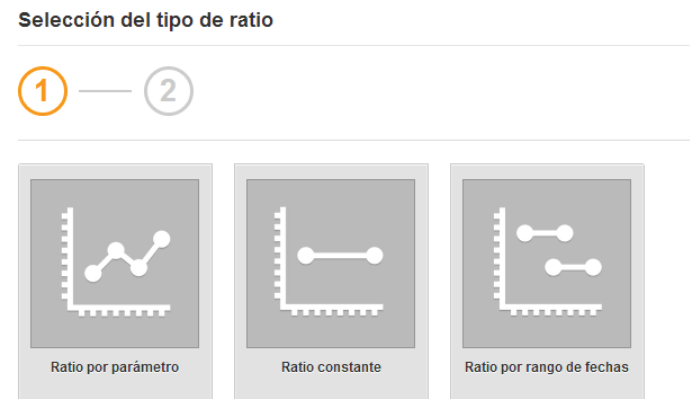 Selección del tipo de ratio
1 2
Ratio por parámetro
Ratio constante
Ratio por rango de fechas